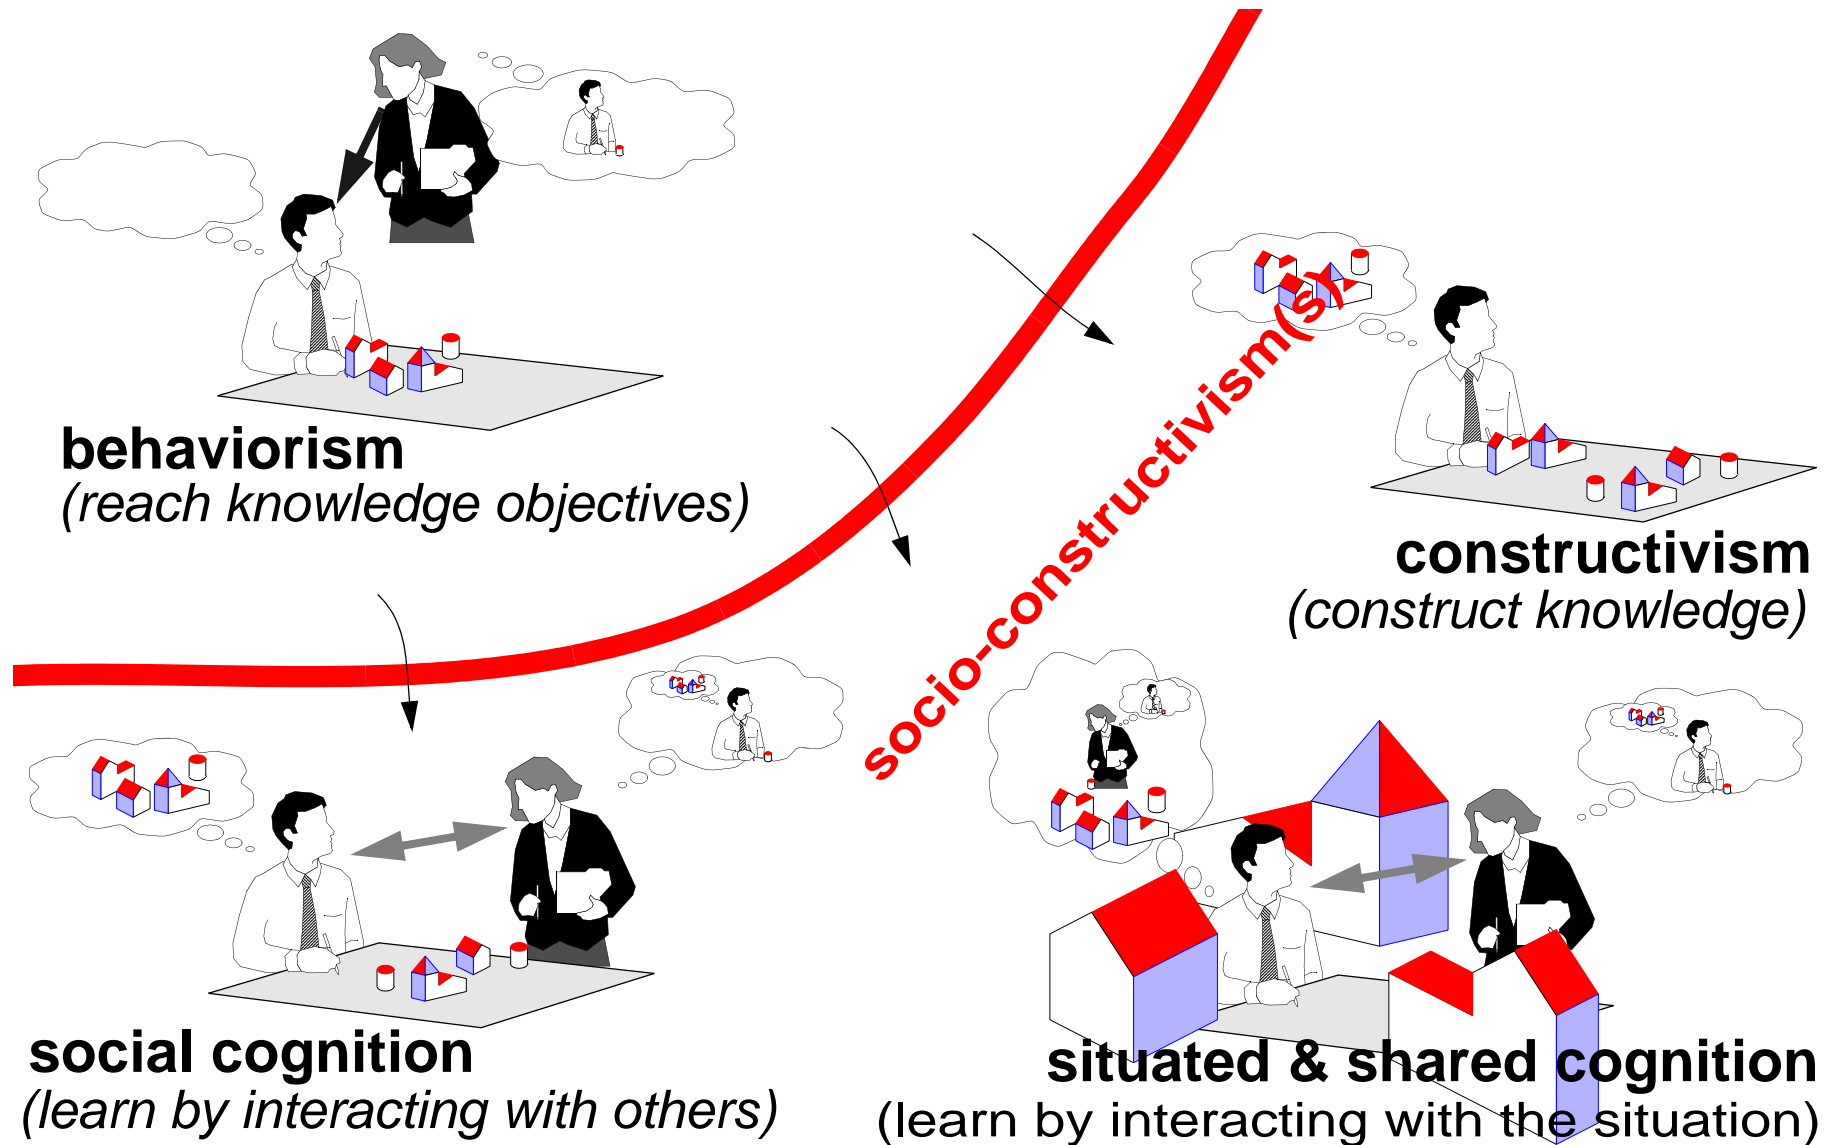 behaviorism
(reach knowledge objectives)
socio-constructivism(s)
constructivism
(construct knowledge)
social cognition
(learn by interacting with others)
situated & shared cognition
(learn by interacting with the situation)